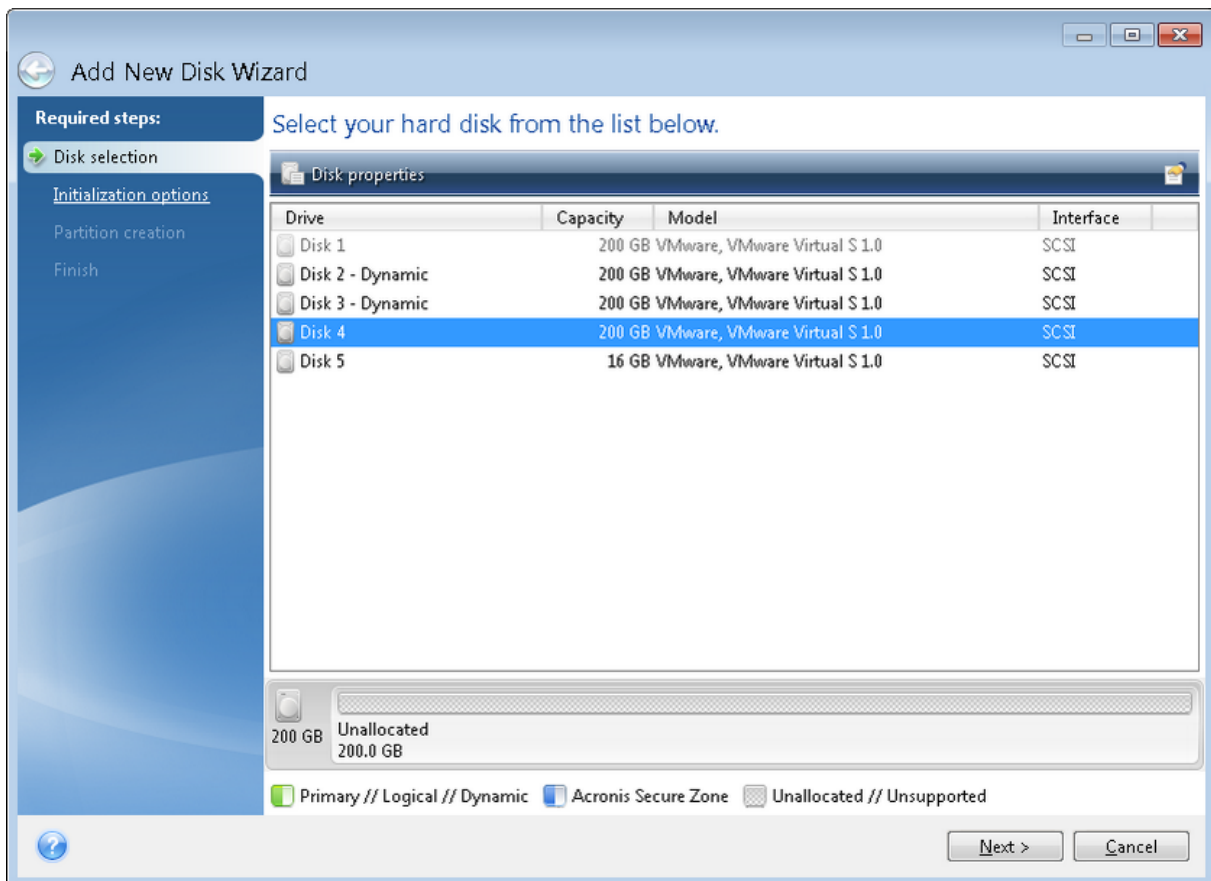 Add New Disk Wizard
Required steps:
Disk selection
Initialization options
Partition creation
Finish
Select your hard disk from the list below.
Disk properties
Drive Capacity Model Interface
Disk 1 200 GB VMware, VMware Virtual S 1.0 SCSI
Disk 2 - Dynamic 200 GB VMware, VMware Virtual S 1.0 SCSI
Disk 3 - Dynamic 200 GB VMware, VMware Virtual S 1.0 SCSI
Disk 4 200 GB VMware, VMware Virtual S 1.0 SCSI
Disk 5 16 GB VMware, VMware Virtual S 1.0 SCSI
200 GB
Unallocated
200.0 GB
Primary // Logical // Dynamic Acronis Secure Zone Unallocated // Unsupported
? Next > Cancel